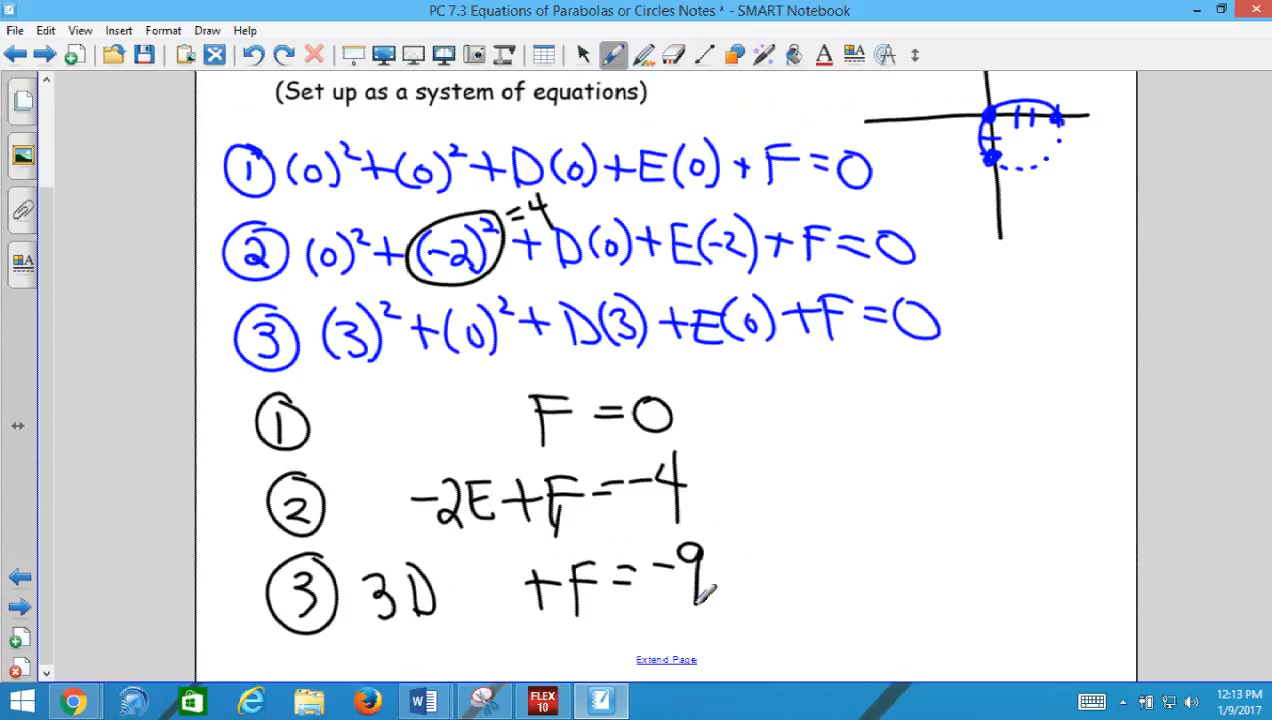 PC 7.3 Equations of Parabolas or Circles Notes * - SMART Notebook
File Edit View Insert Format Draw Help
(Set up as a system of equations)
① (0)² + (0)² + D(0) + E(0) + F = 0
= 4
② (0)² + (-2)² + D(0) + E(-2) + F = 0
③ (3)² + (0)² + D(3) + E(0) + F = 0
① F = 0
② -2E + F = -4
③ 3D + F = -9
Extend Page
FLEX
10
12:13 PM
1/9/2017